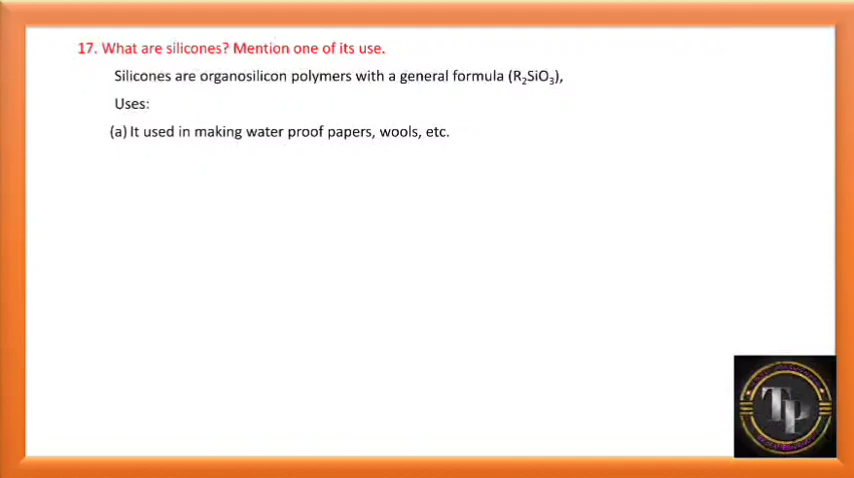 17. What are silicones? Mention one of its use.
Silicones are organosilicon polymers with a general formula (R₂SiO₃),
Uses:
(a) It used in making water proof papers, wools, etc.
TP